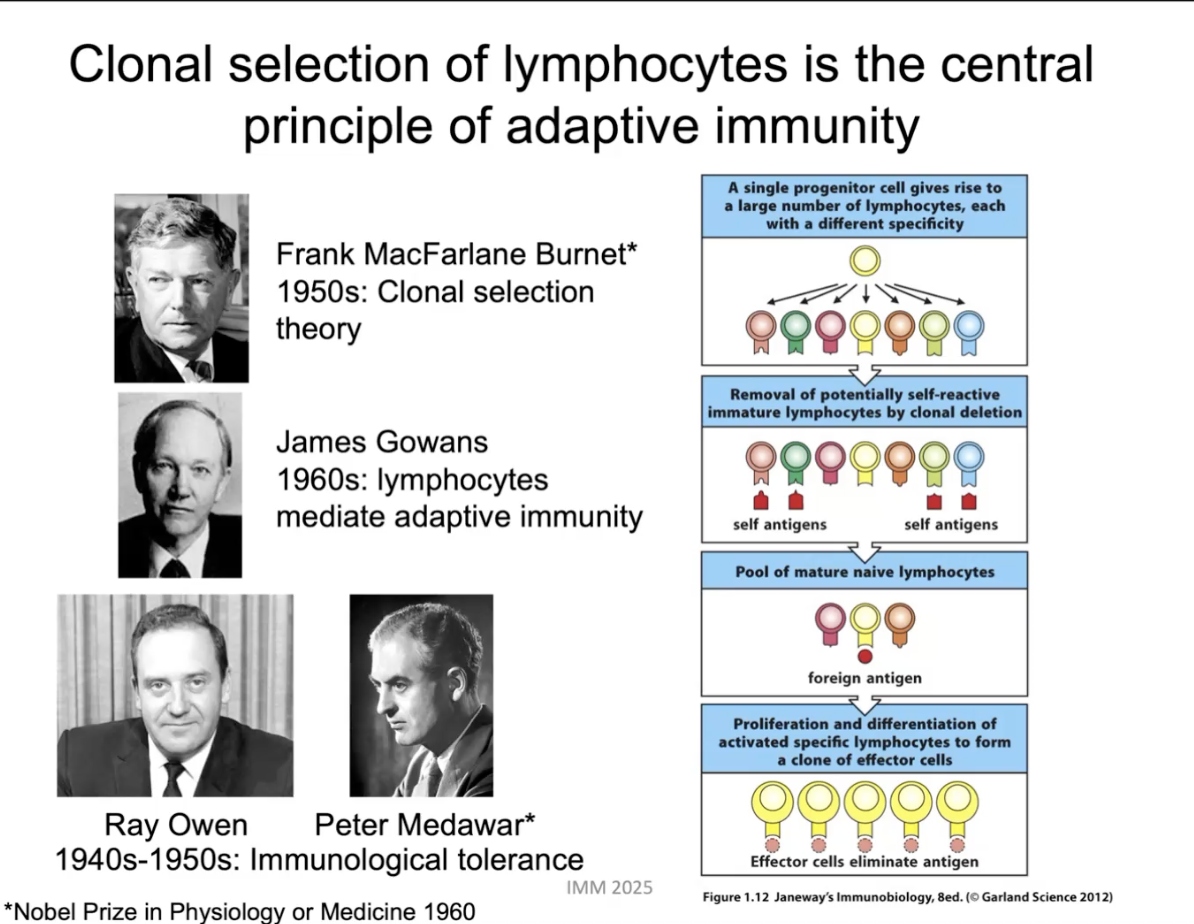 Clonal selection of lymphocytes is the central
principle of adaptive immunity
Frank MacFarlane Burnet*
1950s: Clonal selection
theory
James Gowans
1960s: lymphocytes
mediate adaptive immunity
Ray Owen
Peter Medawar*
1940s-1950s: Immunological tolerance
*Nobel Prize in Physiology or Medicine 1960
IMM 2025
A single progenitor cell gives rise to
a large number of lymphocytes, each
with a different specificity
Removal of potentially self-reactive
immature lymphocytes by clonal deletion
self antigens
self antigens
Pool of mature naive lymphocytes
foreign antigen
Proliferation and differentiation of
activated specific lymphocytes to form
a clone of effector cells
Effector cells eliminate antigen
Figure 1.12 Janeway's Immunobiology, 8ed. (© Garland Science 2012)